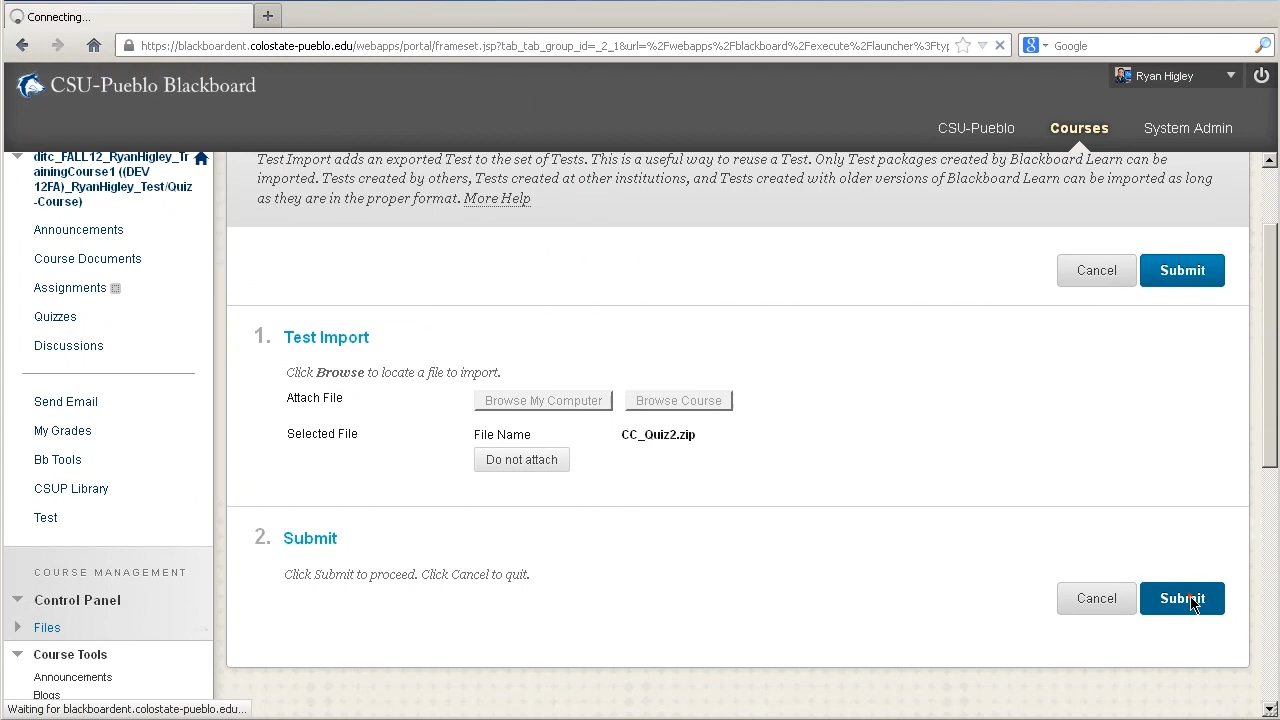 Connecting...
https://blackboardent.colostate-pueblo.edu/webapps/portal/frameset.jsp?tab_tab_group_id=_2_1&url=%2Fwebapps%2Fblackboard%2Fexecute%2Flauncher%3Fty
Google
CSU-Pueblo Blackboard
Ryan Higley
CSU-Pueblo
Courses
System Admin
ditc_FALL12_RyanHigley_Tr
ainingCourse1 ((DEV
12FA)_RyanHigley_Test/Quiz
-Course)
Announcements
Course Documents
Assignments
Quizzes
Discussions
Send Email
My Grades
Bb Tools
CSUP Library
Test
COURSE MANAGEMENT
Control Panel
Files
Course Tools
Announcements
Blogs
Test Import adds an exported Test to the set of Tests. This is a useful way to reuse a Test. Only Test packages created by Blackboard Learn can be
imported. Tests created by others, Tests created at other institutions, and Tests created with older versions of Blackboard Learn can be imported as long
as they are in the proper format. More Help
Cancel
Submit
1. Test Import
Click Browse to locate a file to import.
Attach File
Browse My Computer
Browse Course
Selected File
File Name
CC_Quiz2.zip
Do not attach
2. Submit
Click Submit to proceed. Click Cancel to quit.
Cancel
Submit
Waiting for blackboardent.colostate-pueblo.edu...